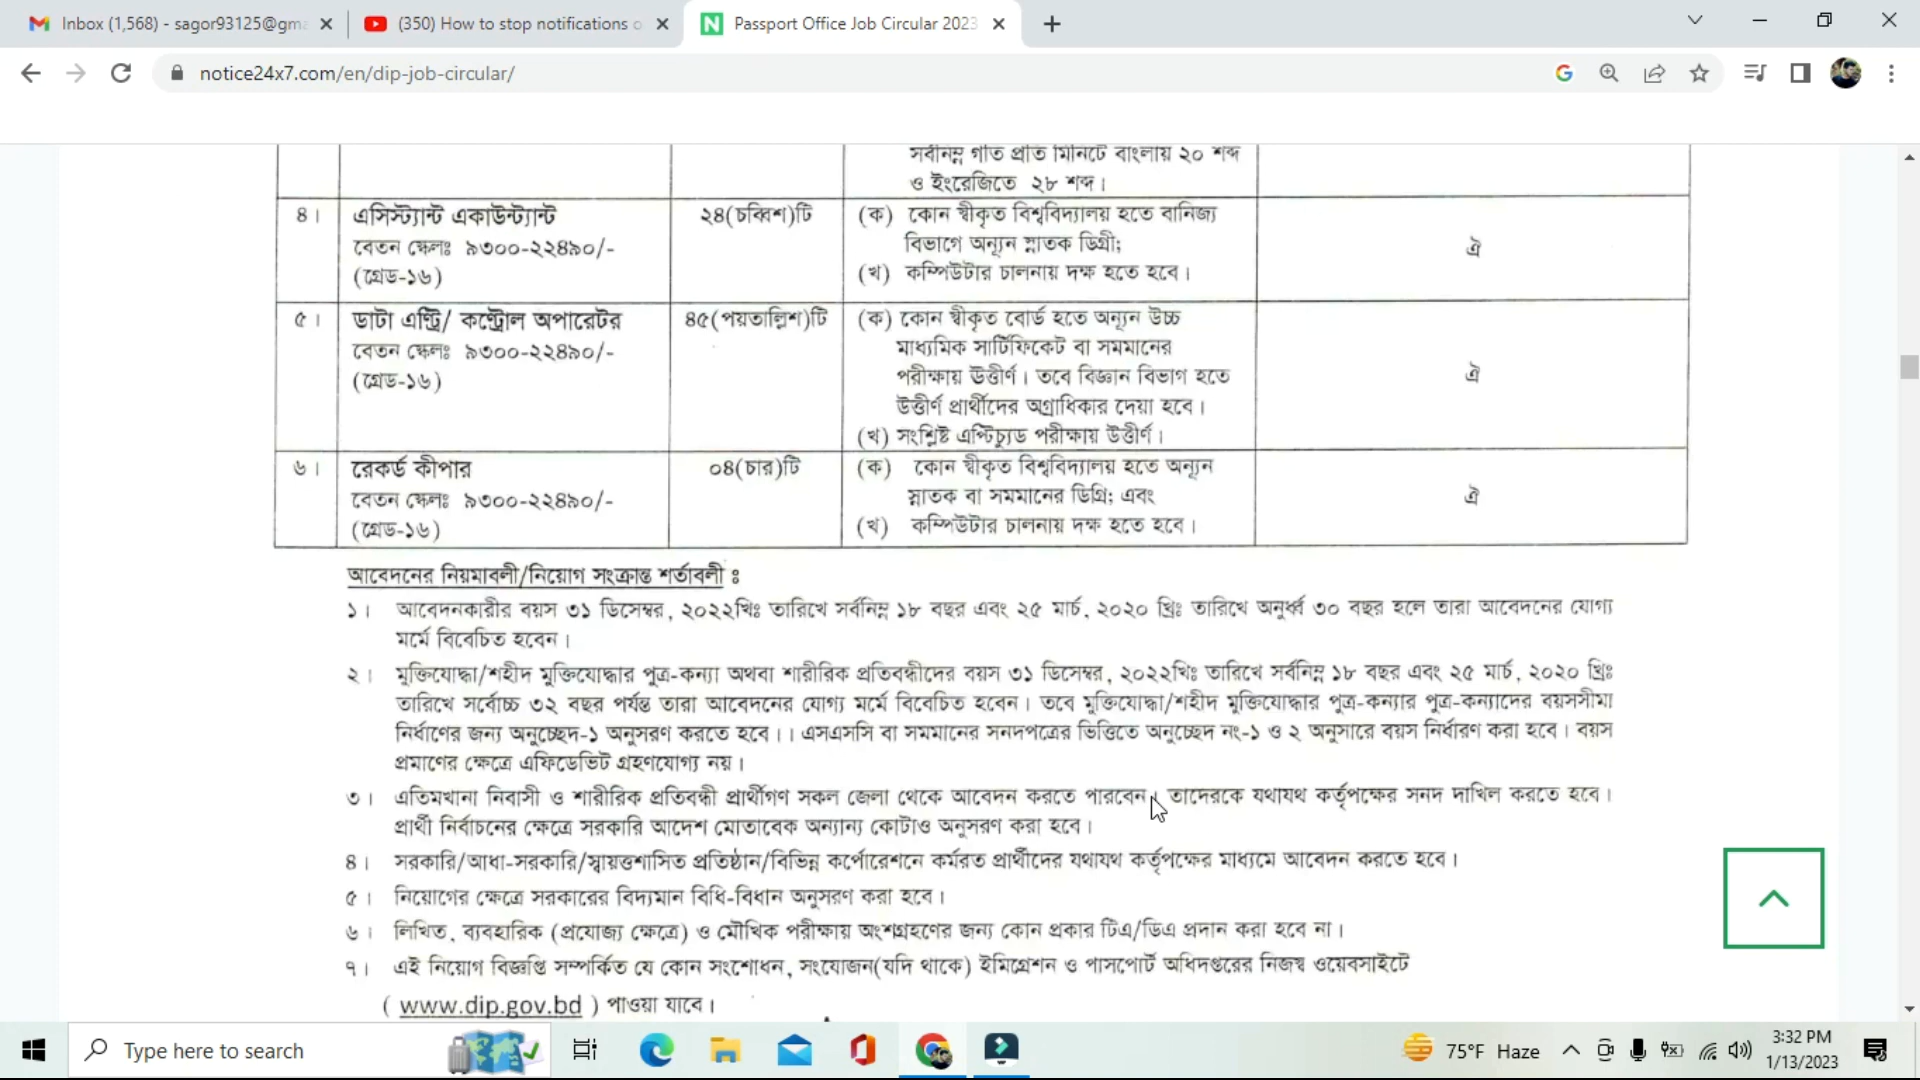 Inbox (1,568) - sagor93125@gma
(350) How to stop notifications o
N Passport Office Job Circular 2023
notice24x7.com/en/dip-job-circular/
সর্বনিম্ন গতি প্রতি মিনিটে বাংলায় ২০ শব্দ
ও ইংরেজিতে ২৮ শব্দ।
৪। এসিস্ট্যান্ট একাউন্ট্যান্ট ২৪(চব্বিশ)টি (ক) কোন স্বীকৃত বিশ্ববিদ্যালয় হতে বানিজ্য
বেতন স্কেলঃ ৯৩০০-২২৪৯০/- বিভাগে অন্যূন স্নাতক ডিগ্রী; ঐ
(গ্রেড-১৬) (খ) কম্পিউটার চালনায় দক্ষ হতে হবে।
৫। ডাটা এন্ট্রি/ কন্ট্রোল অপারেটর ৪৫(পয়তাল্লিশ)টি (ক) কোন স্বীকৃত বোর্ড হতে অন্যূন উচ্চ
বেতন স্কেলঃ ৯৩০০-২২৪৯০/- মাধ্যমিক সার্টিফিকেট বা সমমানের
(গ্রেড-১৬) পরীক্ষায় উত্তীর্ণ। তবে বিজ্ঞান বিভাগ হতে ঐ
উত্তীর্ণ প্রার্থীদের অগ্রাধিকার দেয়া হবে।
(খ) সংশ্লিষ্ট এপ্টিচ্যুড পরীক্ষায় উত্তীর্ণ।
৬। রেকর্ড কীপার ০৪(চার)টি (ক) কোন স্বীকৃত বিশ্ববিদ্যালয় হতে অন্যূন
বেতন স্কেলঃ ৯৩০০-২২৪৯০/- স্নাতক বা সমমানের ডিগ্রি; এবং ঐ
(গ্রেড-১৬) (খ) কম্পিউটার চালনায় দক্ষ হতে হবে।
আবেদনের নিয়মাবলী/নিয়োগ সংক্রান্ত শর্তাবলী ঃ
১। আবেদনকারীর বয়স ৩১ ডিসেম্বর, ২০২২খিঃ তারিখে সর্বনিম্ন ১৮ বছর এবং ২৫ মার্চ, ২০২০ খ্রিঃ তারিখে অনুর্ধ্ব ৩০ বছর হলে তারা আবেদনের যোগ্য
মর্মে বিবেচিত হবেন।
২। মুক্তিযোদ্ধা/শহীদ মুক্তিযোদ্ধার পুত্র-কন্যা অথবা শারীরিক প্রতিবন্ধীদের বয়স ৩১ ডিসেম্বর, ২০২২খিঃ তারিখে সর্বনিম্ন ১৮ বছর এবং ২৫ মার্চ, ২০২০ খ্রিঃ
তারিখে সর্বোচ্চ ৩২ বছর পর্যন্ত তারা আবেদনের যোগ্য মর্মে বিবেচিত হবেন। তবে মুক্তিযোদ্ধা/শহীদ মুক্তিযোদ্ধার পুত্র-কন্যার পুত্র-কন্যাদের বয়সসীমা
নির্ধাণের জন্য অনুচ্ছেদ-১ অনুসরণ করতে হবে।। এসএসসি বা সমমানের সনদপত্রের ভিত্তিতে অনুচ্ছেদ নং-১ ও ২ অনুসারে বয়স নির্ধারণ করা হবে। বয়স
প্রমাণের ক্ষেত্রে এফিডেভিট গ্রহণযোগ্য নয়।
৩। এতিমখানা নিবাসী ও শারীরিক প্রতিবন্ধী প্রার্থীগণ সকল জেলা থেকে আবেদন করতে পারবেন। তাদেরকে যথাযথ কর্তৃপক্ষের সনদ দাখিল করতে হবে।
প্রার্থী নির্বাচনের ক্ষেত্রে সরকারি আদেশ মোতাবেক অন্যান্য কোটাও অনুসরণ করা হবে।
৪। সরকারি/আধা-সরকারি/স্বায়ত্তশাসিত প্রতিষ্ঠান/বিভিন্ন কর্পোরেশনে কর্মরত প্রার্থীদের যথাযথ কর্তৃপক্ষের মাধ্যমে আবেদন করতে হবে।
৫। নিয়োগের ক্ষেত্রে সরকারের বিদ্যমান বিধি-বিধান অনুসরণ করা হবে।
৬। লিখিত, ব্যবহারিক (প্রযোজ্য ক্ষেত্রে) ও মৌখিক পরীক্ষায় অংশগ্রহণের জন্য কোন প্রকার টিএ/ডিএ প্রদান করা হবে না।
৭। এই নিয়োগ বিজ্ঞপ্তি সম্পর্কিত যে কোন সংশোধন, সংযোজন(যদি থাকে) ইমিগ্রেশন ও পাসপোর্ট অধিদপ্তরের নিজস্ব ওয়েবসাইটে
( www.dip.gov.bd ) পাওয়া যাবে।
Type here to search
75°F Haze
3:32 PM
1/13/2023